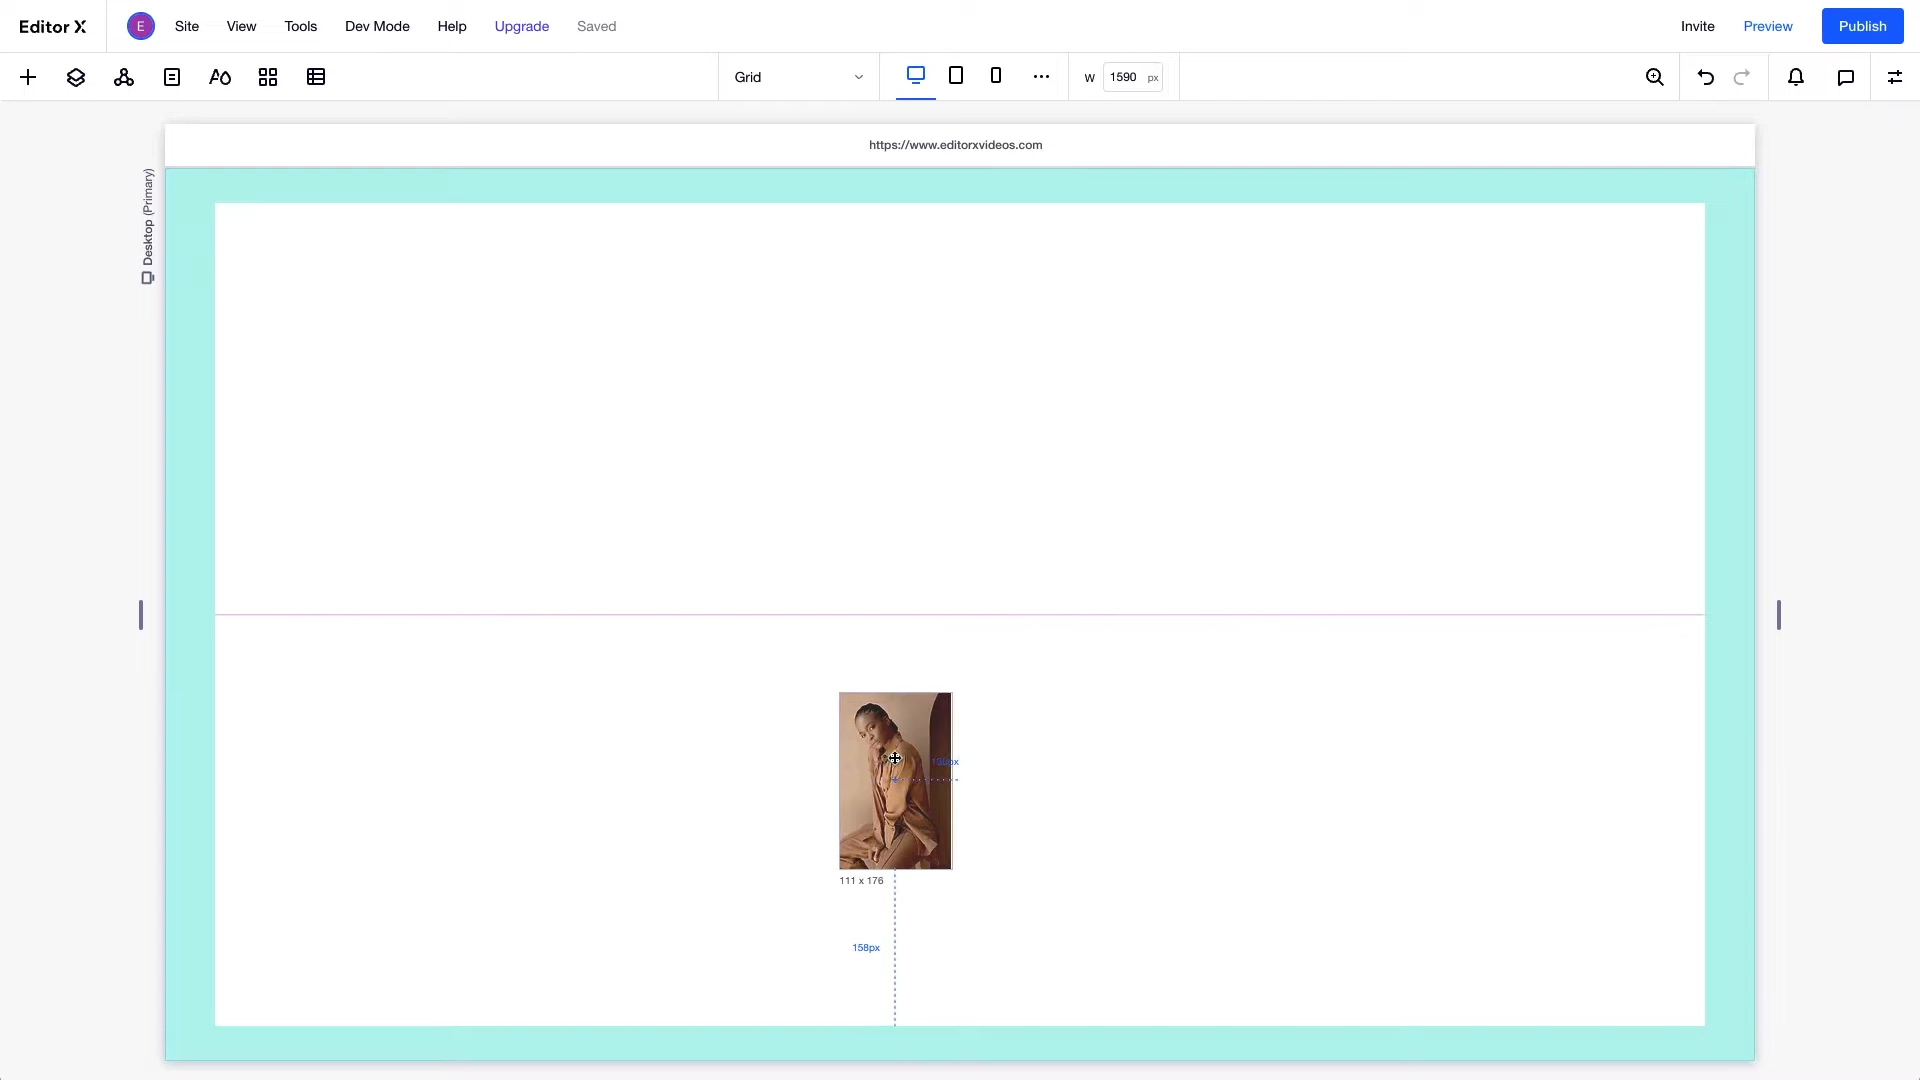 Editor X
E
Site
View
Tools
Dev Mode
Help
Upgrade
Saved
Invite
Preview
Publish
Grid
W 1590 px
https://www.editorxvideos.com
Desktop (Primary)
111 x 176
158px